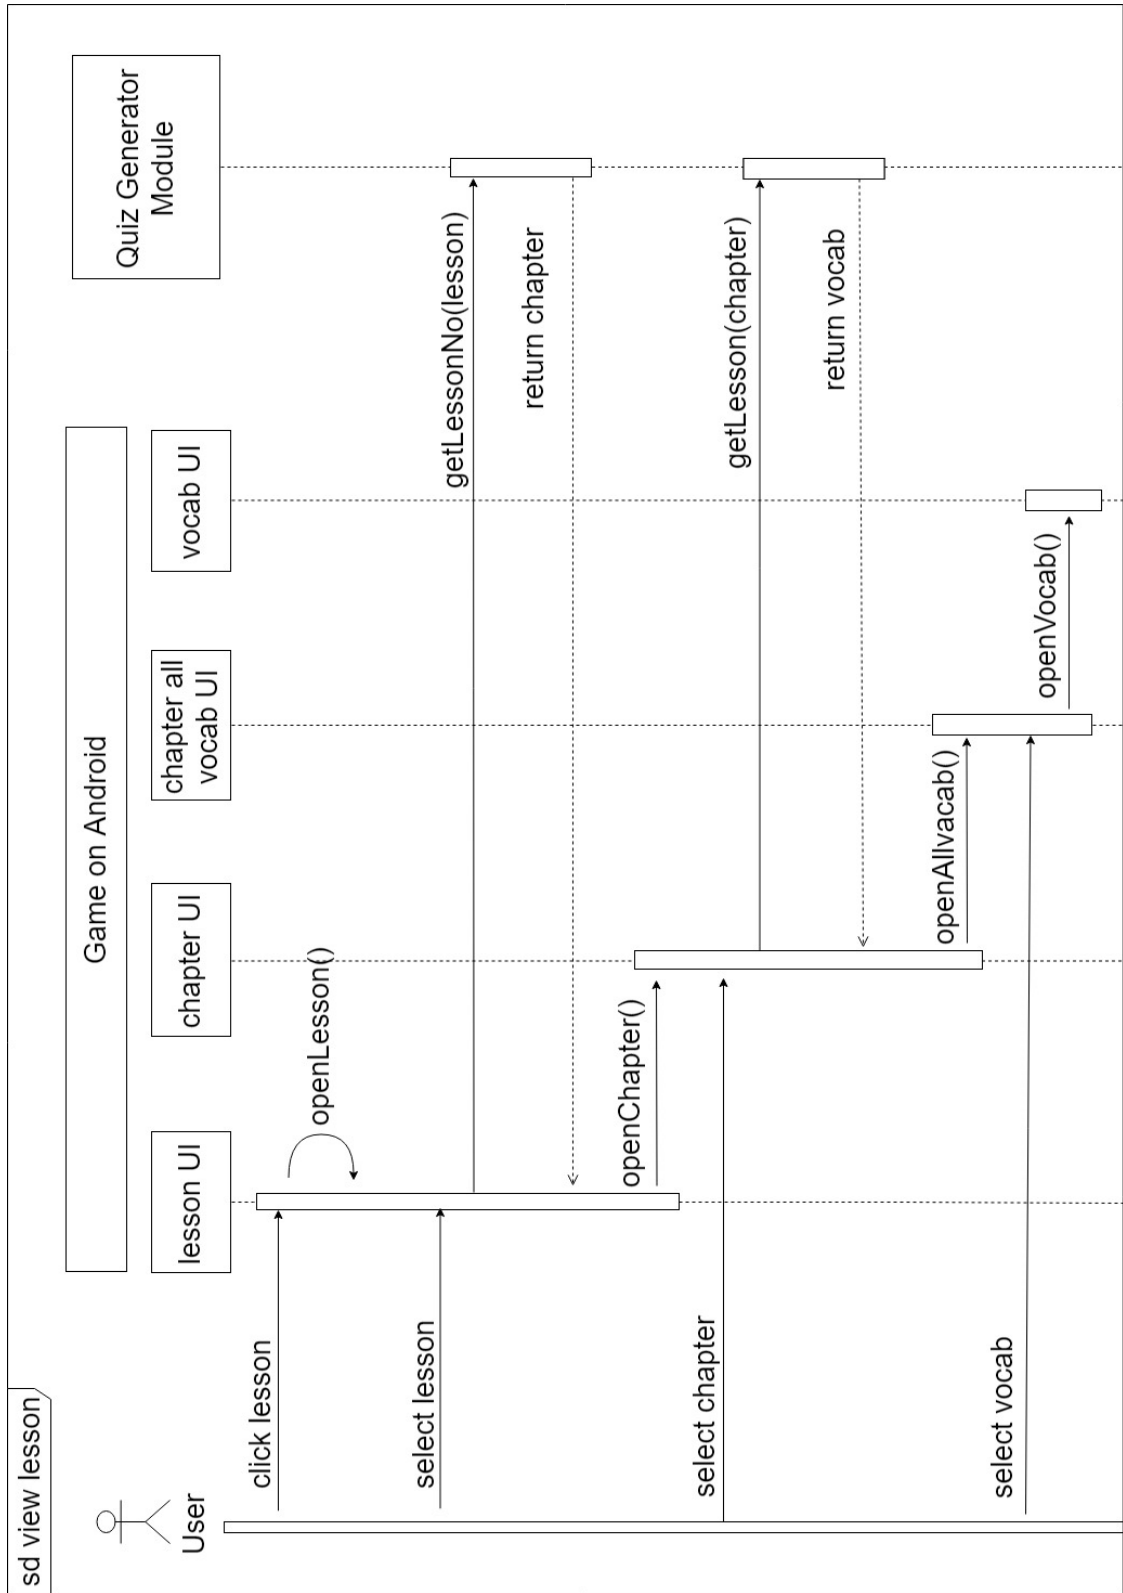 sd view lesson
User
Game on Android
lesson UI
chapter UI
chapter all
vocab UI
vocab UI
Quiz Generator
Module
click lesson
openLesson()
select lesson
getLessonNo(lesson)
return chapter
openChapter()
select chapter
getLesson(chapter)
return vocab
openAllvacab()
select vocab
openVocab()